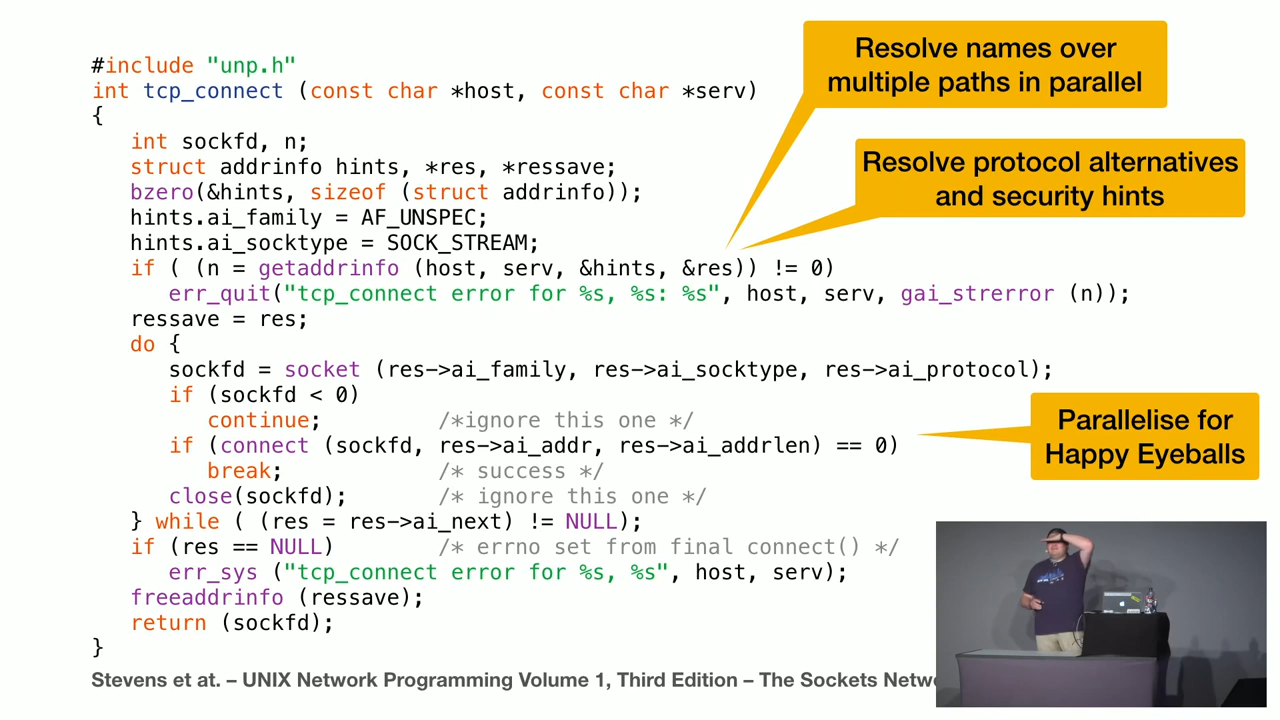 #include "unp.h"
int tcp_connect (const char *host, const char *serv)
{
int sockfd, n;
struct addrinfo hints, *res, *ressave;
bzero(&hints, sizeof (struct addrinfo));
hints.ai_family = AF_UNSPEC;
hints.ai_socktype = SOCK_STREAM;
if ( (n = getaddrinfo (host, serv, &hints, &res)) != 0)
err_quit("tcp_connect error for %s, %s: %s", host, serv, gai_strerror (n));
ressave = res;
do {
sockfd = socket (res->ai_family, res->ai_socktype, res->ai_protocol);
if (sockfd < 0)
continue; /*ignore this one */
if (connect (sockfd, res->ai_addr, res->ai_addrlen) == 0)
break; /* success */
close(sockfd); /* ignore this one */
} while ( (res = res->ai_next) != NULL);
if (res == NULL) /* errno set from final connect() */
err_sys ("tcp_connect error for %s, %s", host, serv);
freeaddrinfo (ressave);
return (sockfd);
}
Resolve names over
multiple paths in parallel
Resolve protocol alternatives
and security hints
Parallelise for
Happy Eyeballs
Stevens et at. – UNIX Network Programming Volume 1, Third Edition – The Sockets